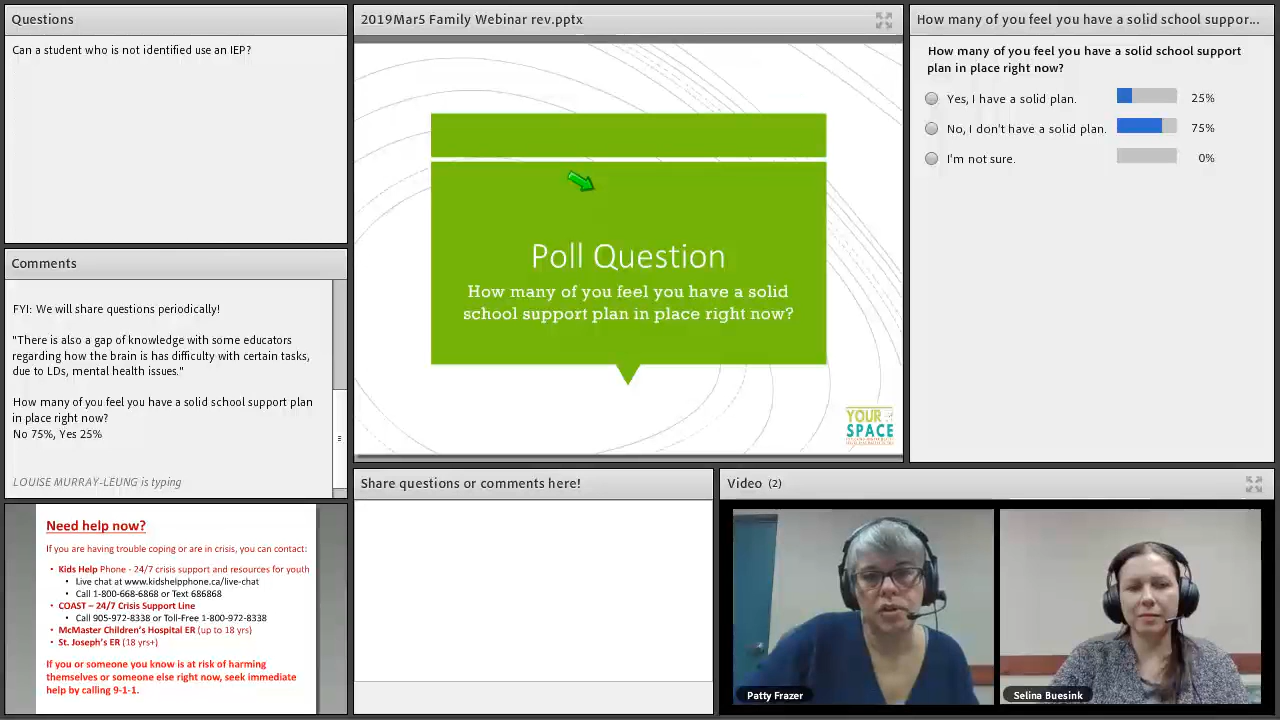 Questions
Can a student who is not identified use an IEP?
Comments
FYI: We will share questions periodically!
"There is also a gap of knowledge with some educators
regarding how the brain is has difficulty with certain tasks,
due to LDs, mental health issues."
How many of you feel you have a solid school support plan
in place right now?
No 75%, Yes 25%
LOUISE MURRAY-LEUNG is typing
Need help now?
If you are having trouble coping or are in crisis, you can contact:
• Kids Help Phone - 24/7 crisis support and resources for youth
• Live chat at www.kidshelpphone.ca/live-chat
• Call 1-800-668-6868 or Text 686868
• COAST – 24/7 Crisis Support Line
• Call 905-972-8338 or Toll-Free 1-800-972-8338
• McMaster Children's Hospital ER (up to 18 yrs)
• St. Joseph's ER (18 yrs+)
If you or someone you know is at risk of harming
themselves or someone else right now, seek immediate
help by calling 9-1-1.
2019Mar5 Family Webinar rev.pptx
Poll Question
How many of you feel you have a solid
school support plan in place right now?
YOUR
SPACE
Share questions or comments here!
How many of you feel you have a solid school suppor...
How many of you feel you have a solid school support
plan in place right now?
Yes, I have a solid plan. 25%
No, I don't have a solid plan. 75%
I'm not sure. 0%
Video (2)
Patty Frazer
Selina Buesink